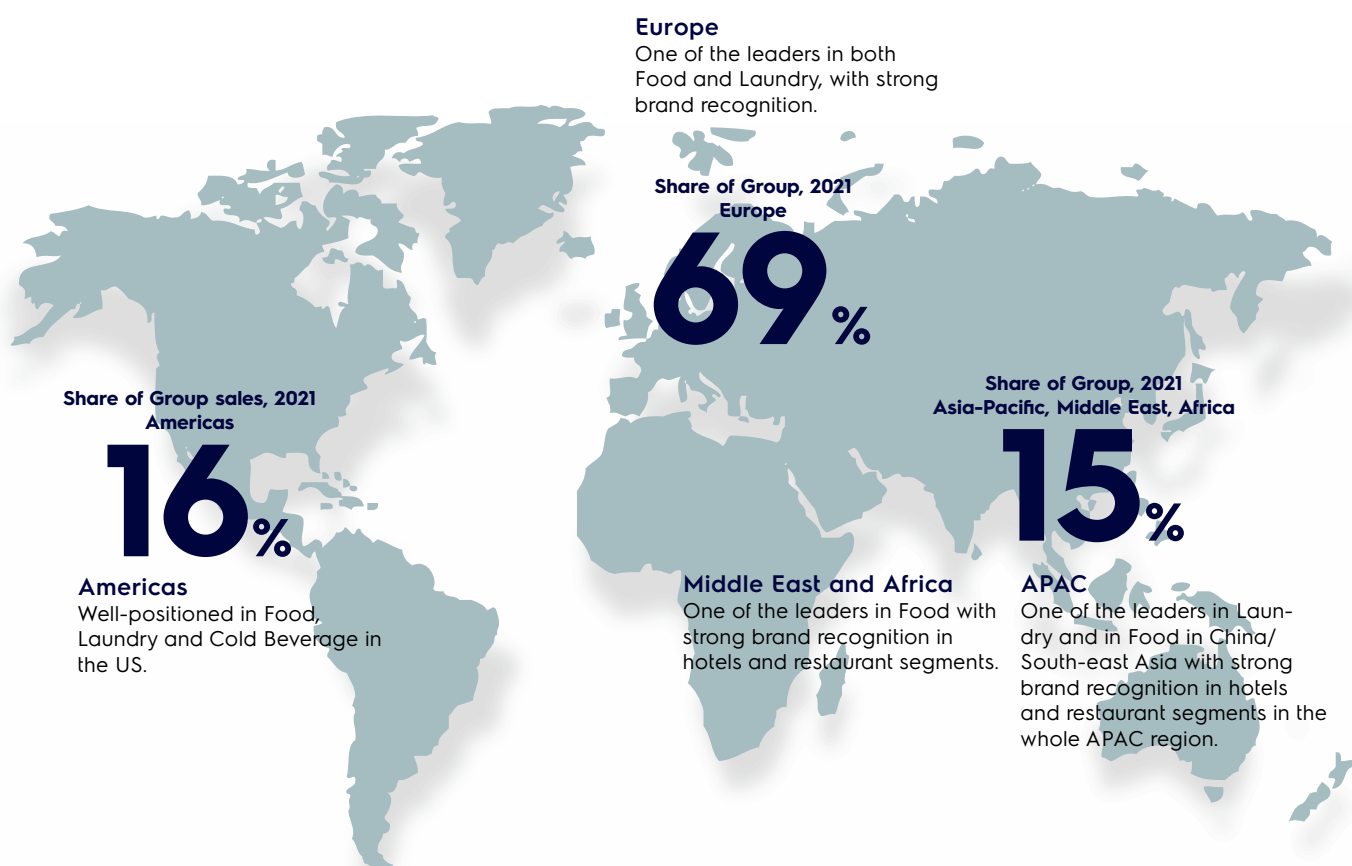 Europe
One of the leaders in both
Food and Laundry, with strong
brand recognition.
Share of Group, 2021
Europe
69%
Share of Group sales, 2021
Americas
16%
Americas
Well-positioned in Food,
Laundry and Cold Beverage in
the US.
Share of Group, 2021
Asia-Pacific, Middle East, Africa
15%
Middle East and Africa
One of the leaders in Food with
strong brand recognition in
hotels and restaurant segments.
APAC
One of the leaders in Laun-
dry and in Food in China/
South-east Asia with strong
brand recognition in hotels
and restaurant segments in the
whole APAC region.